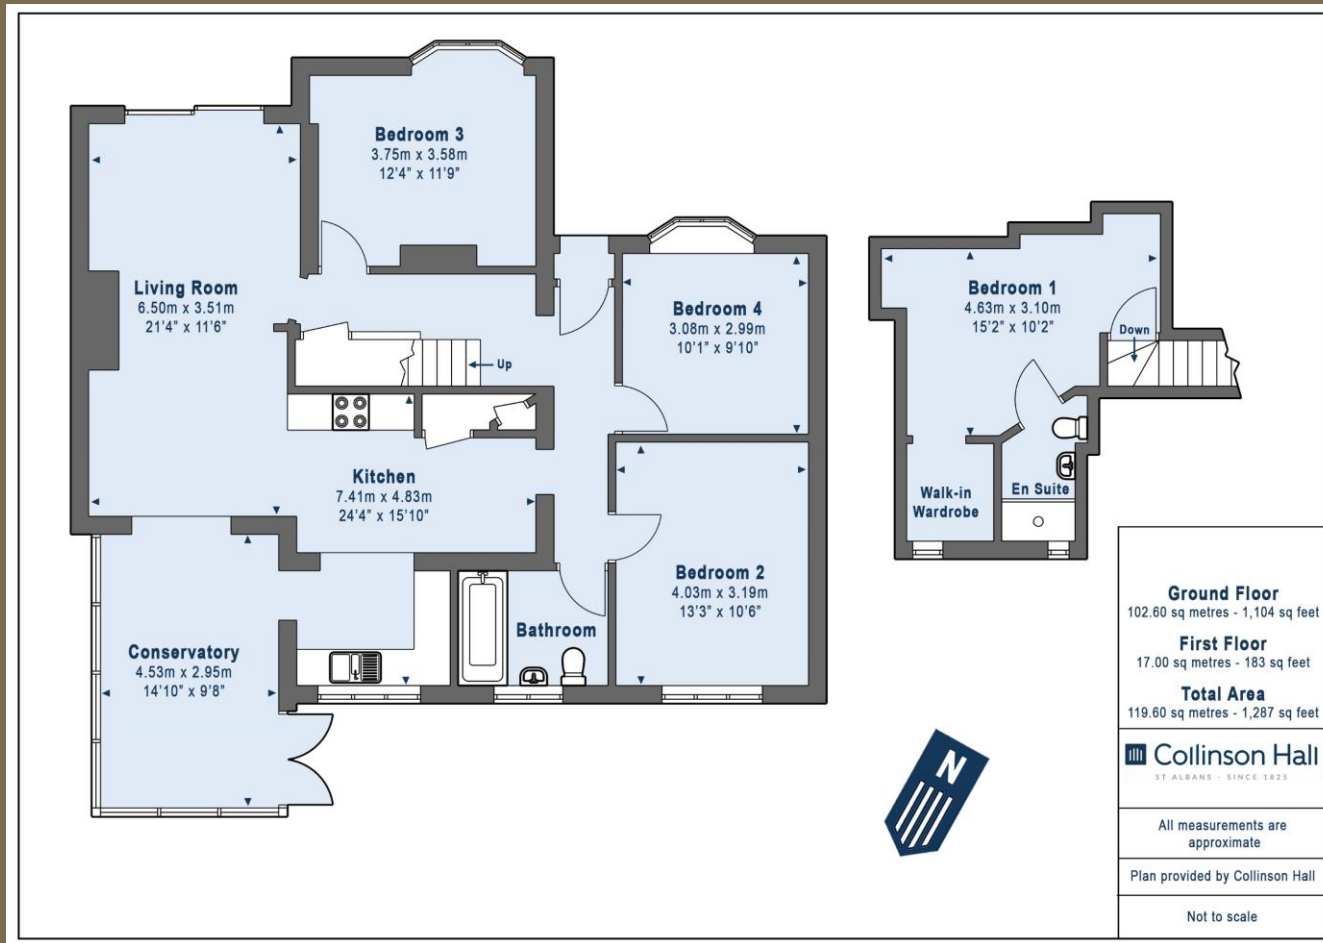 Bedroom 3
3.75m x 3.58m
12'4" x 11'9"
Living Room
6.50m x 3.51m
21'4" x 11'6"
Bedroom 4
3.08m x 2.99m
10'1" x 9'10"
Up
Kitchen
7.41m x 4.83m
24'4" x 15'10"
Bedroom 2
4.03m x 3.19m
13'3" x 10'6"
Bathroom
Conservatory
4.53m x 2.95m
14'10" x 9'8"
Bedroom 1
4.63m x 3.10m
15'2" x 10'2"
Down
Walk-in
Wardrobe
En Suite
N
Ground Floor
102.60 sq metres - 1,104 sq feet
First Floor
17.00 sq metres - 183 sq feet
Total Area
119.60 sq metres - 1,287 sq feet
Collinson Hall
ST ALBANS - SINCE 1825
All measurements are
approximate
Plan provided by Collinson Hall
Not to scale